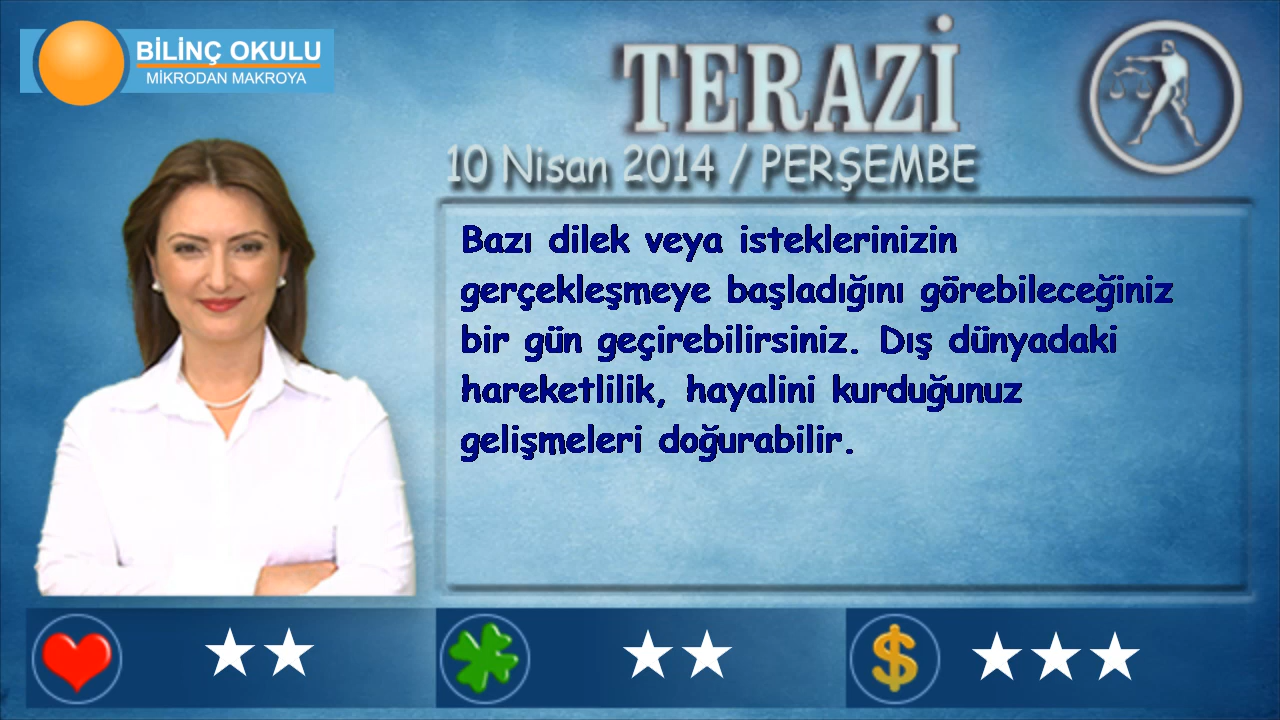 BİLİNÇ OKULU
MİKRODAN MAKROYA
TERAZİ
10 Nisan 2014 / PERŞEMBE
Bazı dilek veya isteklerinizin
gerçekleşmeye başladığını görebileceğiniz
bir gün geçirebilirsiniz. Dış dünyadaki
hareketlilik, hayalini kurduğunuz
gelişmeleri doğurabilir.